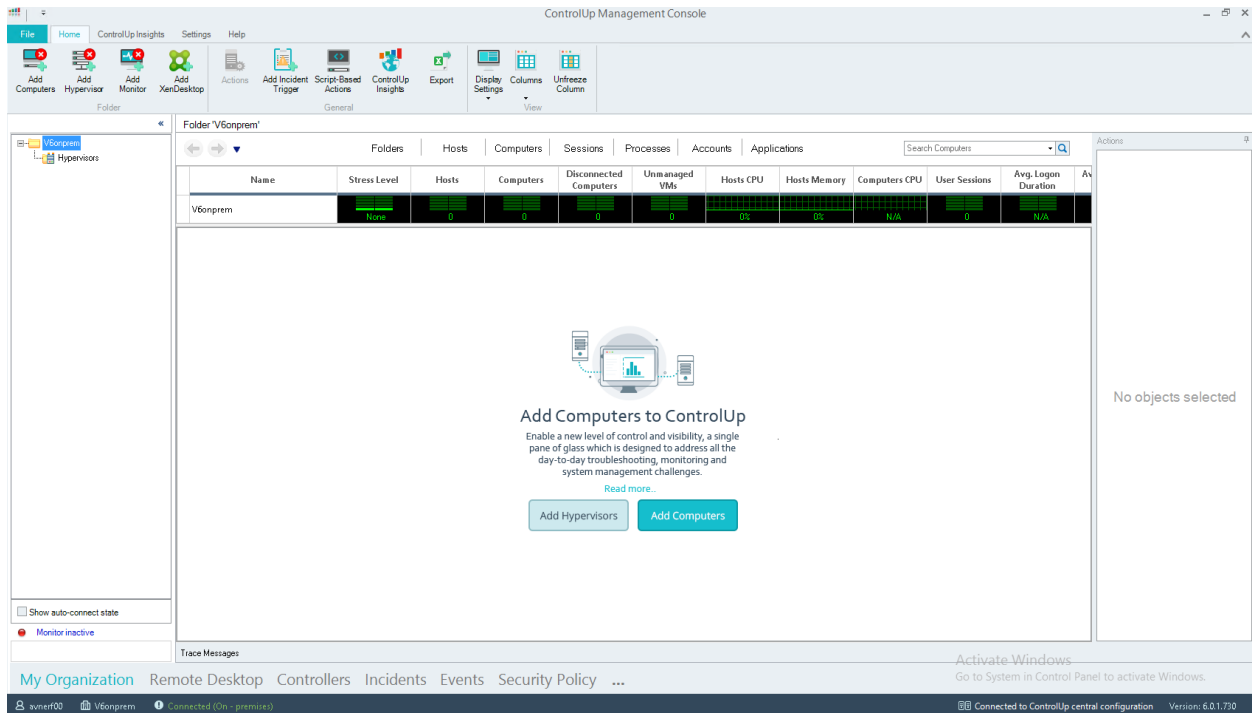 ControlUp Management Console
File Home ControlUp Insights Settings Help
Add Computers Add Hypervisor Add Monitor Add XenDesktop Actions Add Incident Trigger Script-Based Actions ControlUp Insights Export Display Settings Columns Unfreeze Column
Folder General View
«
Folder 'V6onprem'
V6onprem
Hypervisors
Folders Hosts Computers Sessions Processes Accounts Applications Search Computers
Actions
Name Stress Level Hosts Computers Disconnected Computers Unmanaged VMs Hosts CPU Hosts Memory Computers CPU User Sessions Avg. Logon Duration Av
V6onprem None 0 0 0 0 0% 0% N/A 0 N/A
No objects selected
Add Computers to ControlUp
Enable a new level of control and visibility, a single
pane of glass which is designed to address all the
day-to-day troubleshooting, monitoring and
system management challenges.
Read more..
Add Hypervisors Add Computers
Show auto-connect state
Monitor inactive
Trace Messages
Activate Windows
Go to System in Control Panel to activate Windows.
My Organization Remote Desktop Controllers Incidents Events Security Policy ...
avnerf00 V6onprem Connected (On - premises) Connected to ControlUp central configuration Version: 6.0.1.730